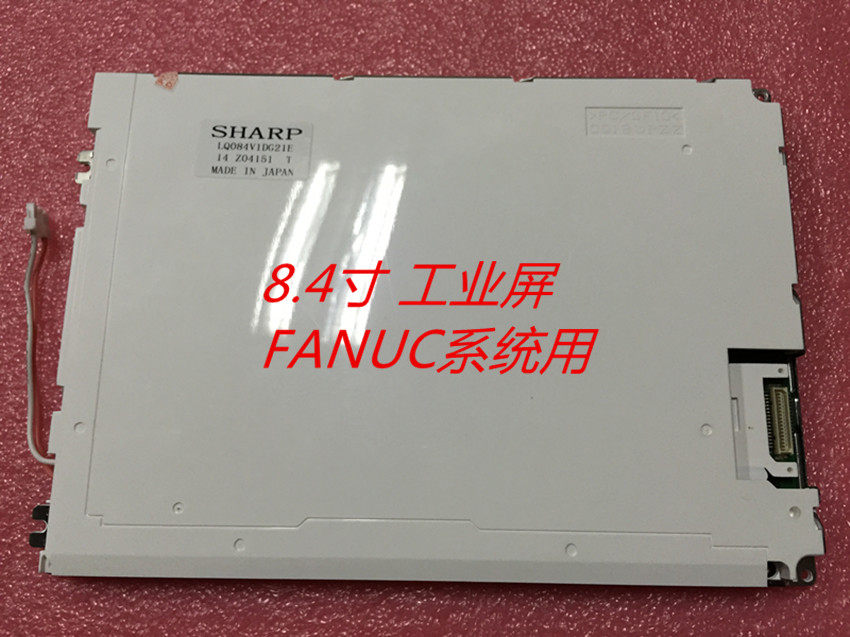 SHARP
LQ084V1DG21E
14 Z04151 T
MADE IN JAPAN
8.4寸 工业屏
FANUC系统用